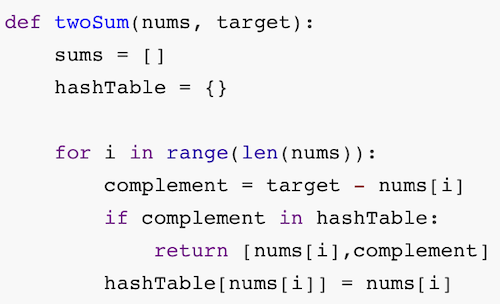 def twoSum(nums, target):
    sums = []
    hashTable = {}

    for i in range(len(nums)):
        complement = target - nums[i]
        if complement in hashTable:
            return [nums[i],complement]
        hashTable[nums[i]] = nums[i]